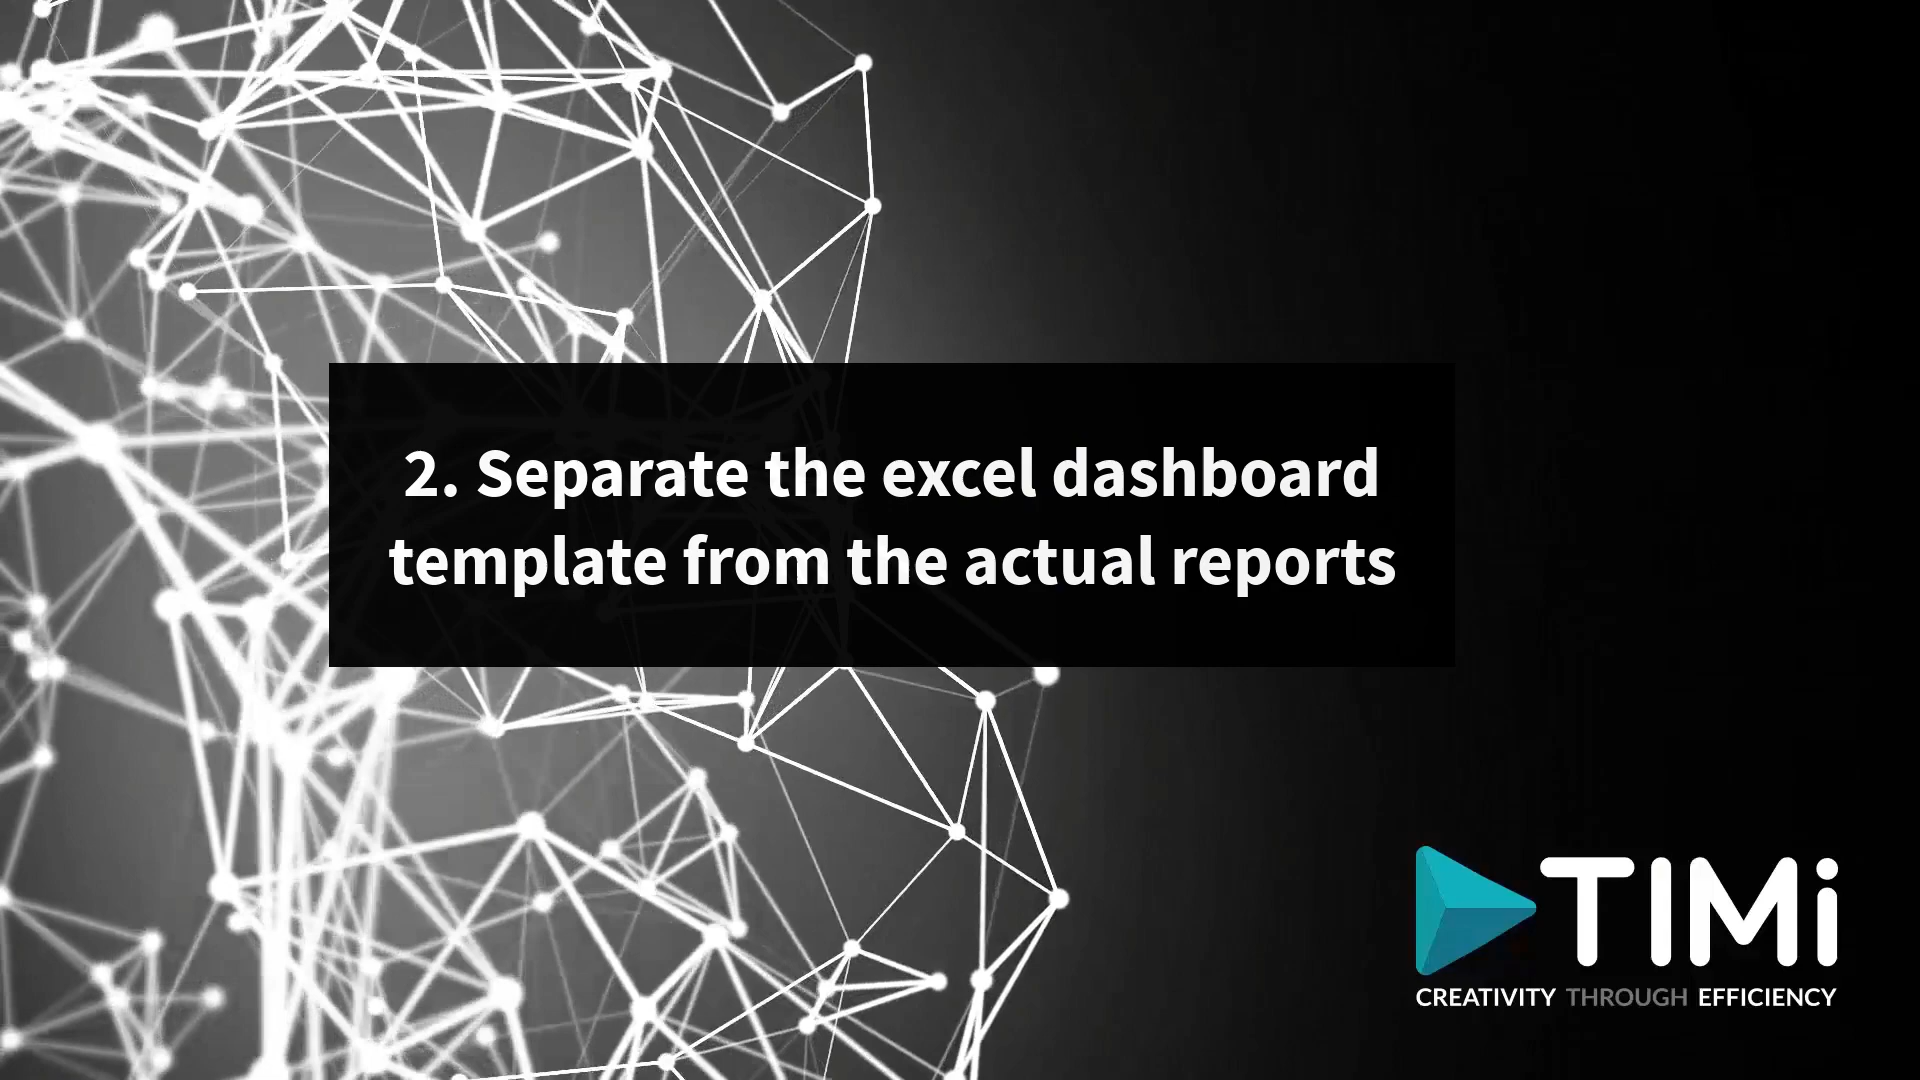 2. Separate the excel dashboard
template from the actual reports
TIMi
CREATIVITY THROUGH EFFICIENCY